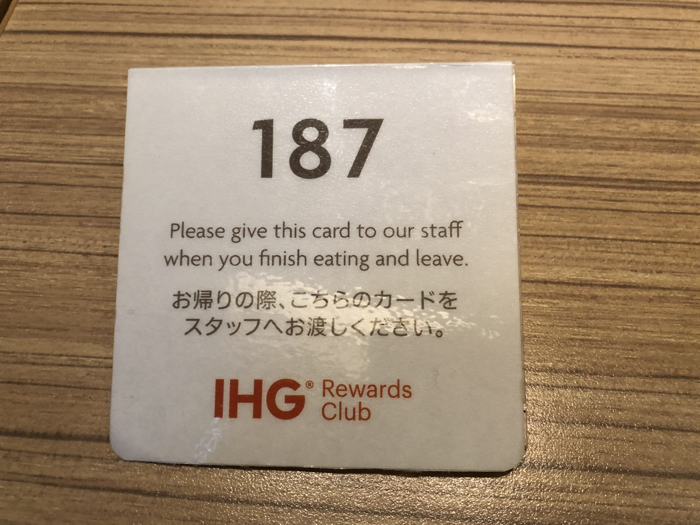 187
Please give this card to our staff
when you finish eating and leave.
お帰りの際、こちらのカードを
スタッフへお渡しください。
IHG® Rewards
Club